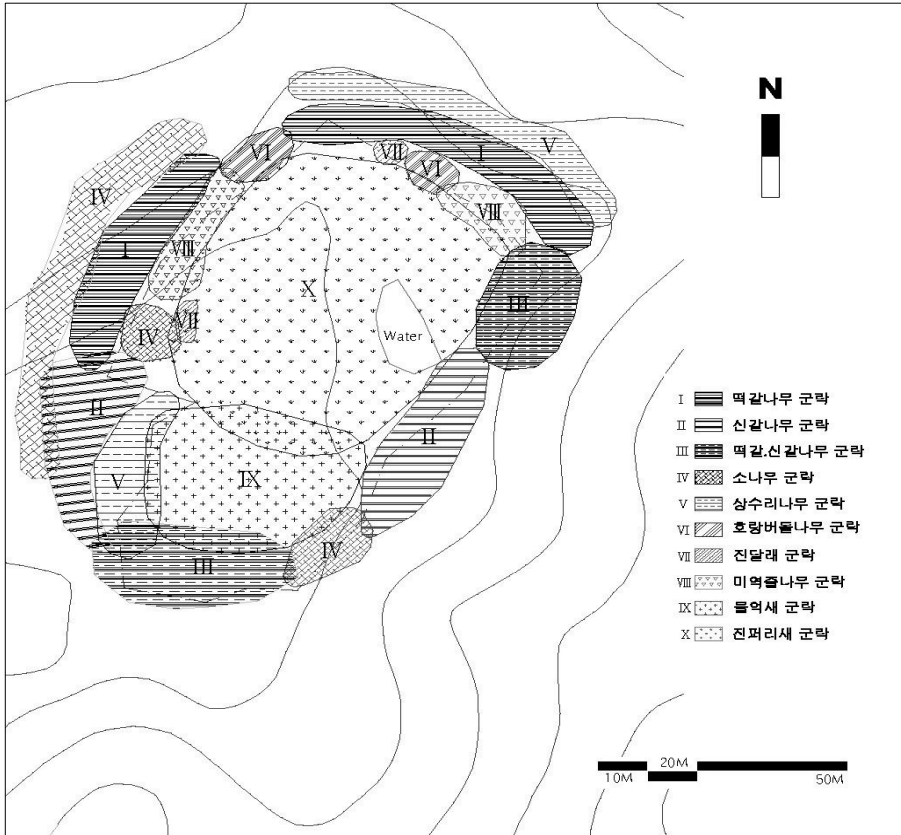 N
VI
VII
I
V
VI
IV
VIII
VIII
I
X
III
VII
IV
Water
II
II
V
IX
IV
III
I 떡갈나무 군락
II 신갈나무 군락
III 떡갈.신갈나무 군락
IV 소나무 군락
V 상수리나무 군락
VI 호랑버들나무 군락
VII 진달래 군락
VIII 미역줄나무 군락
IX 물억새 군락
X 진퍼리새 군락
10M 20M 50M